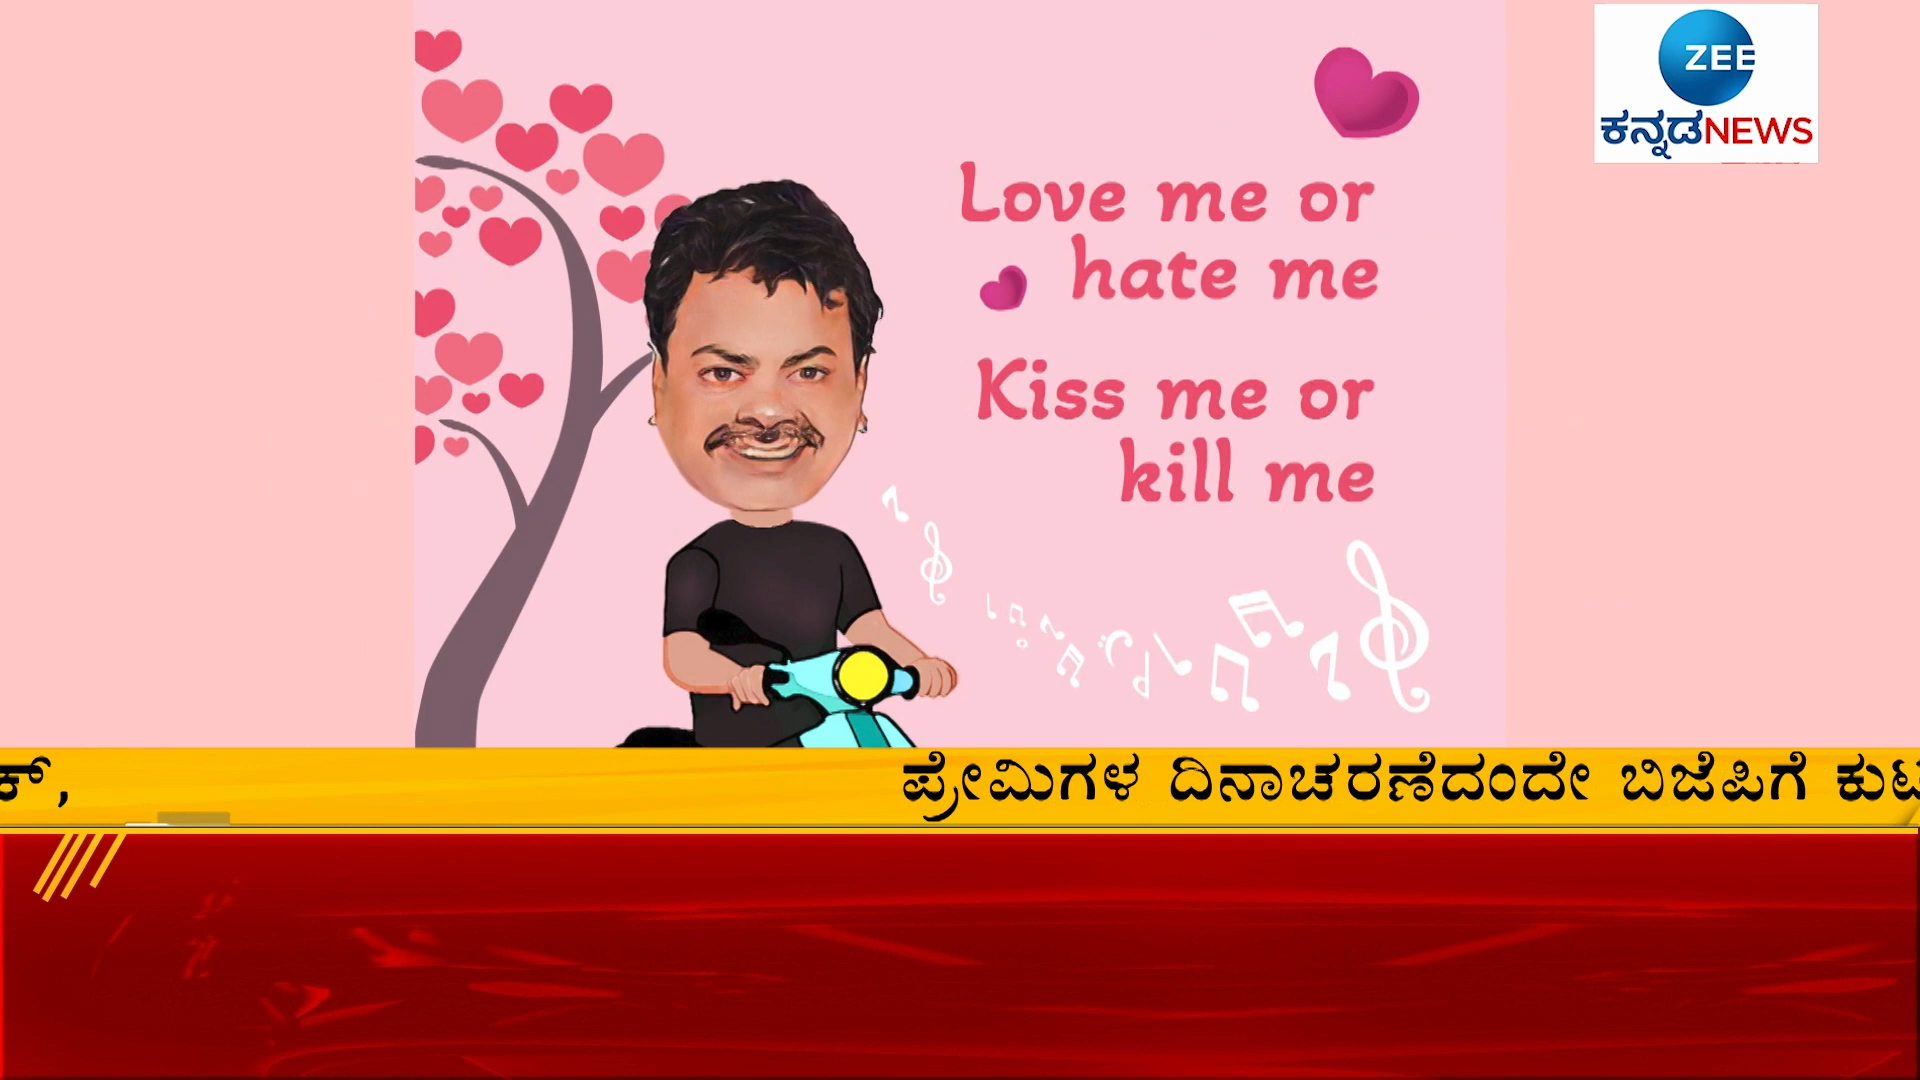 ZEE
ಕನ್ನಡNEWS
Love me or
hate me
Kiss me or
kill me
ಪ್ರೇಮಿಗಳ ದಿನಾಚರಣೆದಂದೇ ಬಿಜೆಪಿಗೆ